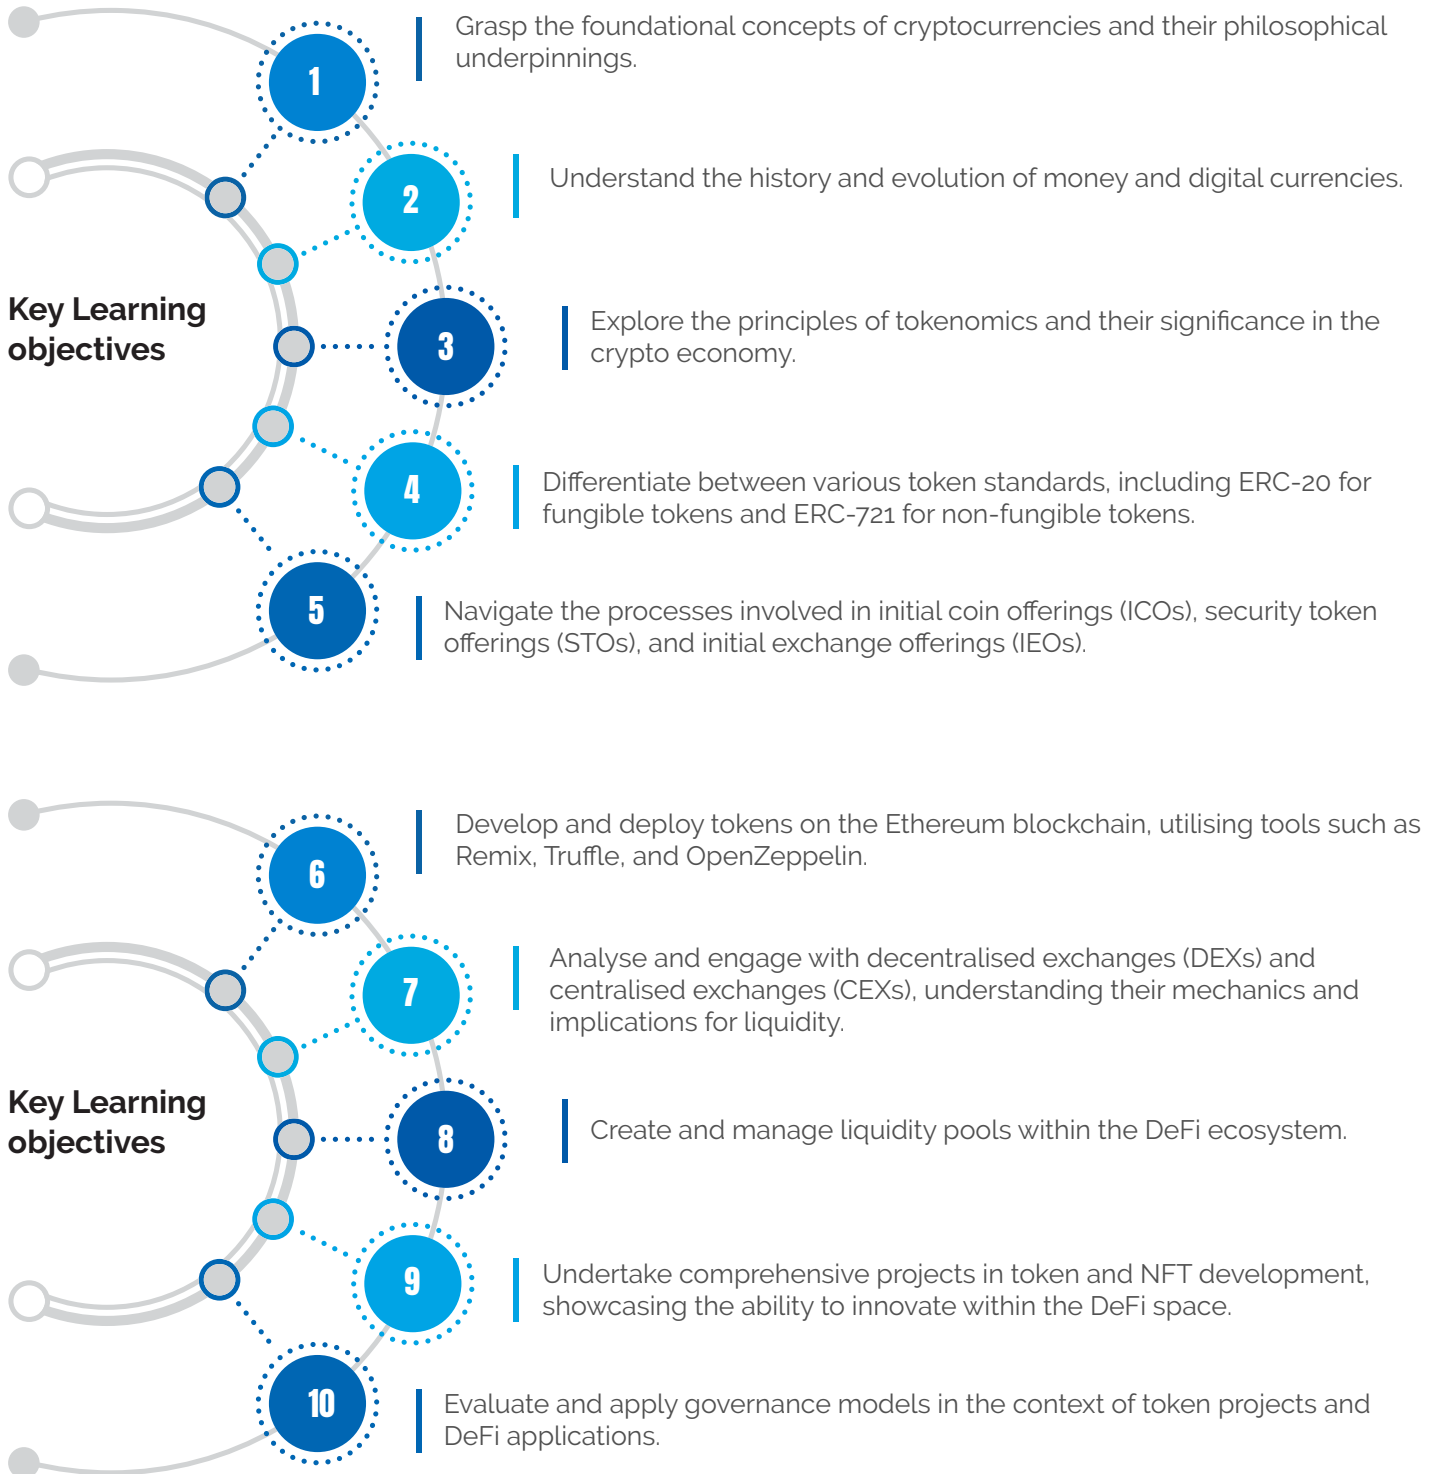 1
Grasp the foundational concepts of cryptocurrencies and their philosophical
underpinnings.
2
Understand the history and evolution of money and digital currencies.
Key Learning
objectives
3
Explore the principles of tokenomics and their significance in the
crypto economy.
4
Differentiate between various token standards, including ERC-20 for
fungible tokens and ERC-721 for non-fungible tokens.
5
Navigate the processes involved in initial coin offerings (ICOs), security token
offerings (STOs), and initial exchange offerings (IEOs).
6
Develop and deploy tokens on the Ethereum blockchain, utilising tools such as
Remix, Truffle, and OpenZeppelin.
7
Analyse and engage with decentralised exchanges (DEXs) and
centralised exchanges (CEXs), understanding their mechanics and
implications for liquidity.
Key Learning
objectives
8
Create and manage liquidity pools within the DeFi ecosystem.
9
Undertake comprehensive projects in token and NFT development,
showcasing the ability to innovate within the DeFi space.
10
Evaluate and apply governance models in the context of token projects and
DeFi applications.